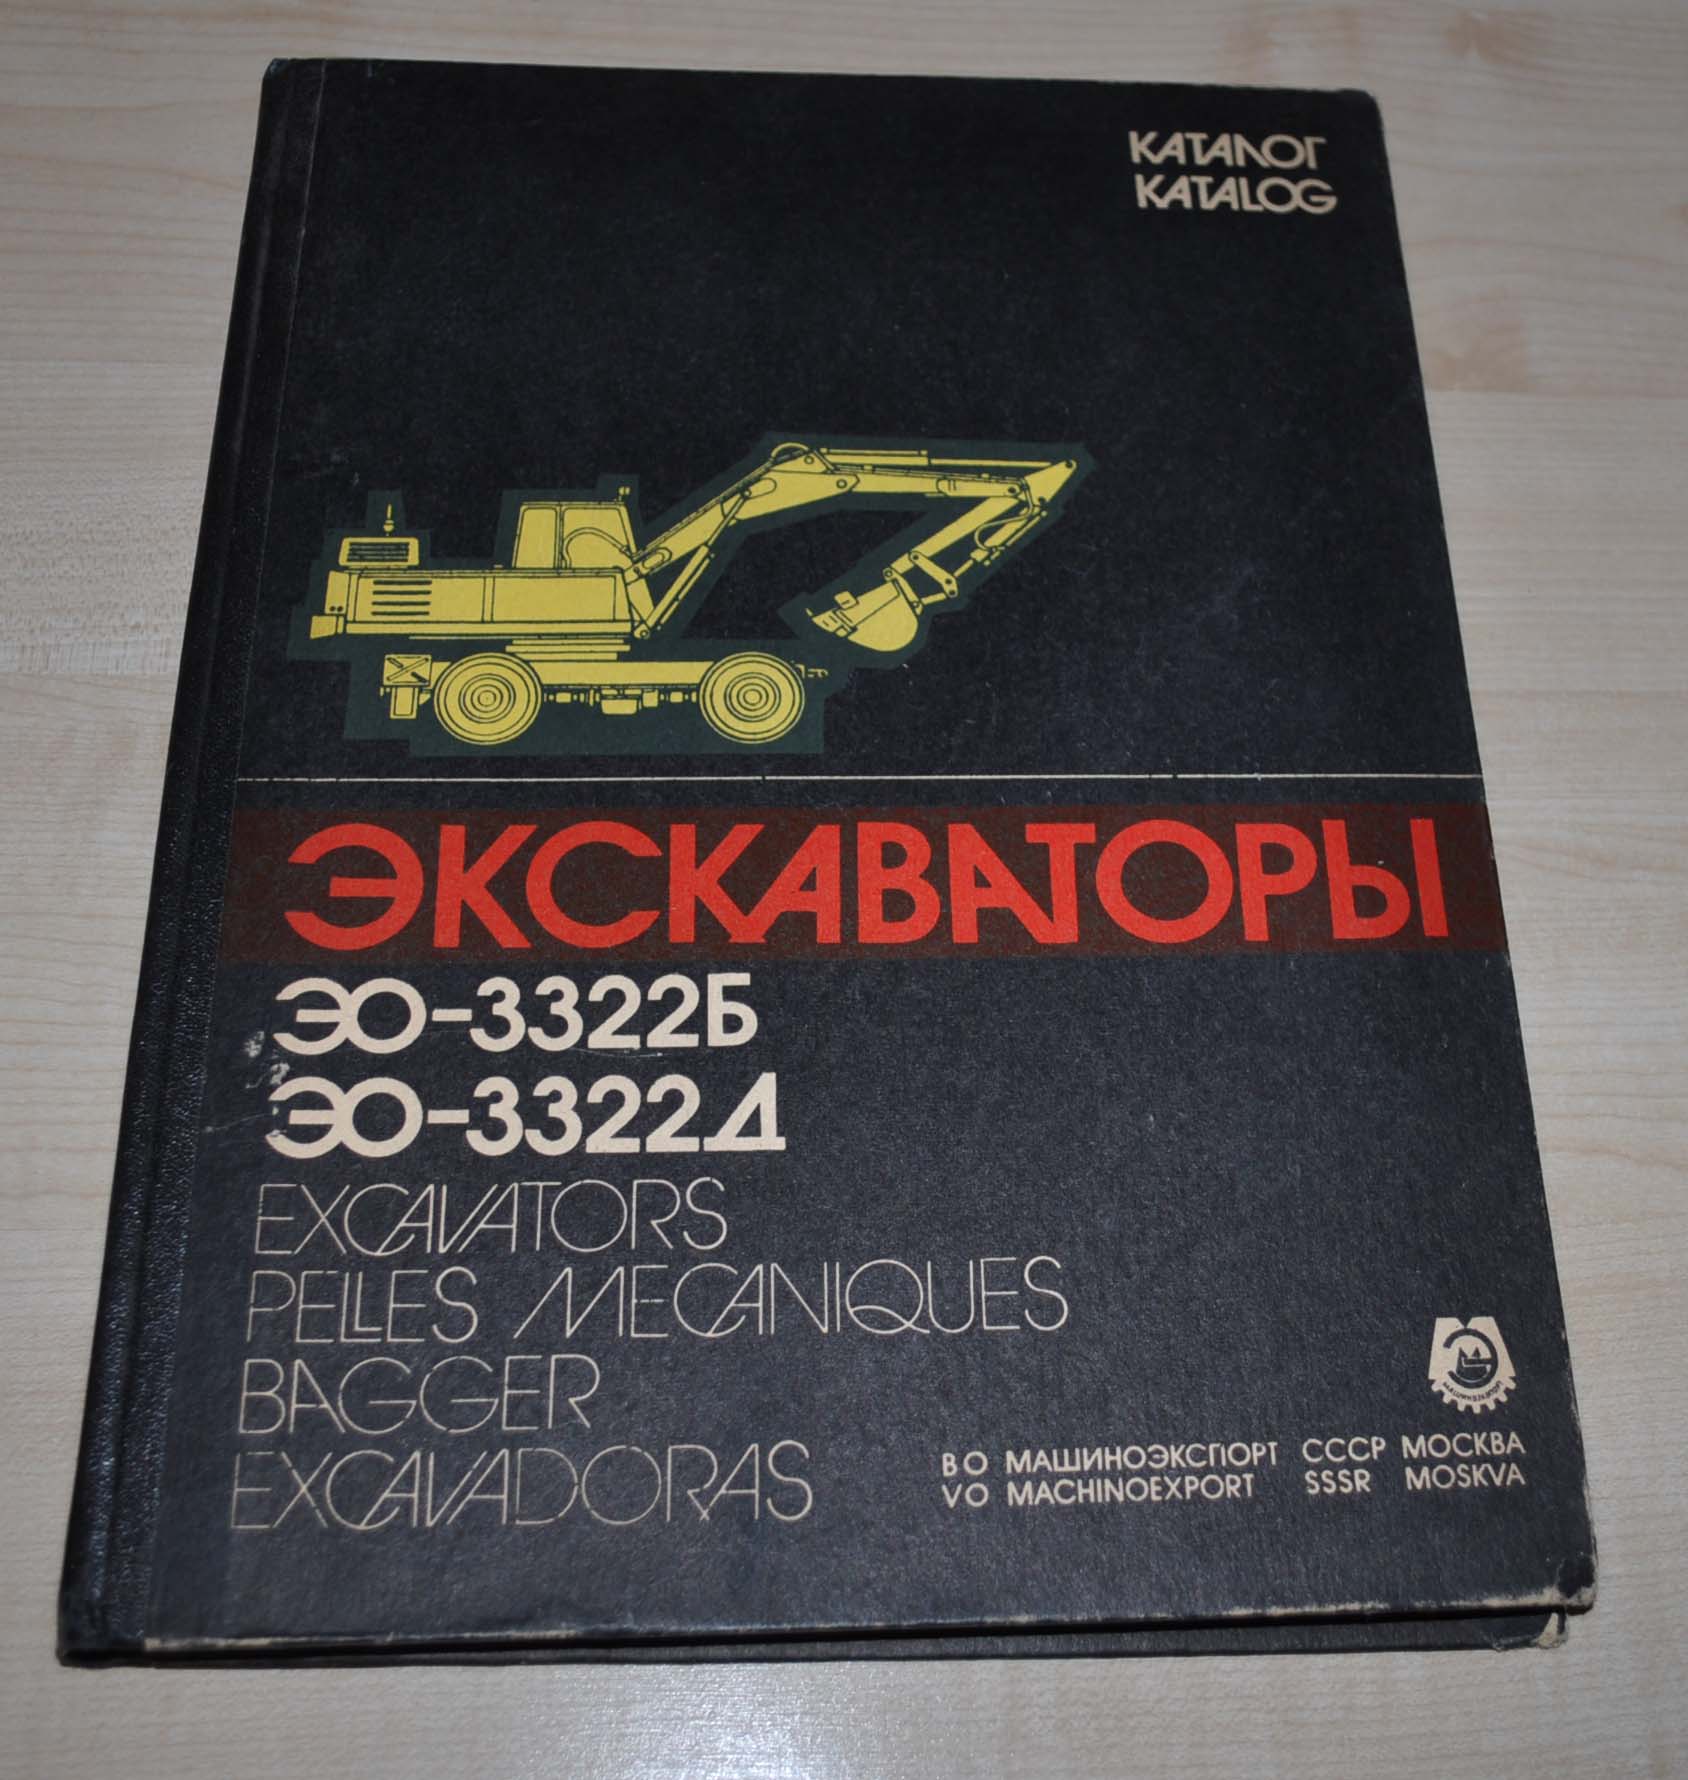 КАТАЛОГ
KATALOG
ЭКСКАВАТОРЫ
ЭО-3322Б
ЭО-3322Д
EXCAVATORS
PELLES MECANIQUES
BAGGER
EXCAVADORAS
МАШИНОЭКСПОРТ
ВО МАШИНОЭКСПОРТ СССР МОСКВА
VO MACHINOEXPORT SSSR MOSKVA